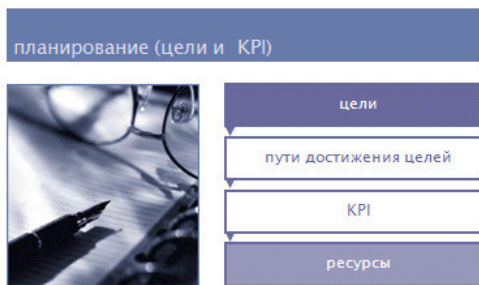 планирование (цели и KPI)
цели
пути достижения целей
KPI
ресурсы